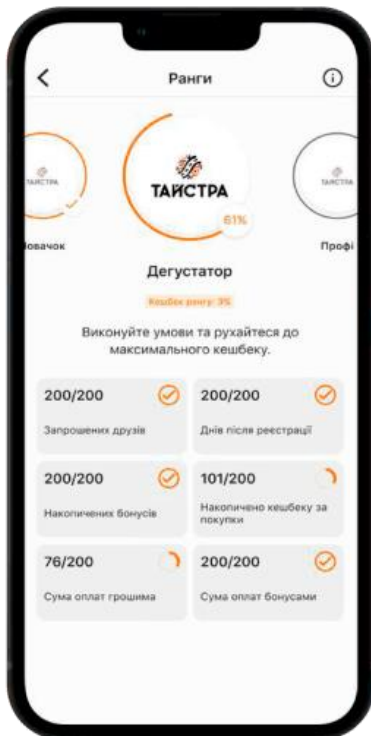 Ранги
ТАЙСТРА
ТАЙСТРА
ТАЙСТРА
61%
Новачок
Профі
Дегустатор
Кешбек рангу: 3%
Виконуйте умови та рухайтеся до
максимального кешбеку.
200/200
200/200
Запрошених друзів
Днів після реєстрації
200/200
101/200
Накопичених бонусів
Накопичено кешбеку за
покупки
76/200
200/200
Сума оплат грошима
Сума оплат бонусами